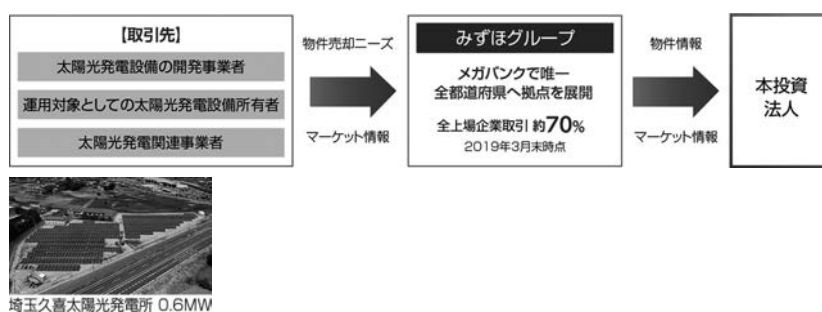 【取引先】
太陽光発電設備の開発事業者
運用対象としての太陽光発電設備所有者
太陽光発電関連事業者
物件売却ニーズ
マーケット情報
みずほグループ
メガバンクで唯一
全都道府県へ拠点を展開
全上場企業取引 約70%
2019年3月末時点
物件情報
マーケット情報
本投資
法人
埼玉久喜太陽光発電所 0.6MW